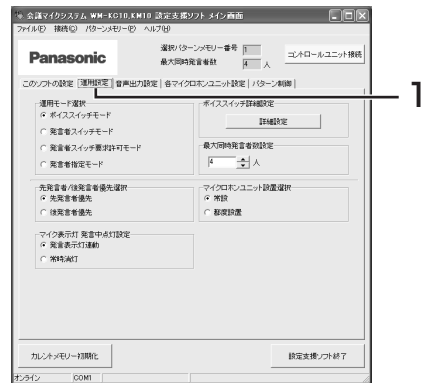 会議マイクシステム WM-KC10,KM10 設定支援ソフト メイン画面
ファイル(F) 接続(C) パターンメモリー(P) ヘルプ(H)
Panasonic
選択パターンメモリー番号 1
最大同時発言者数 4 人
コントロールユニット接続
このソフトの設定 運用設定 音声出力設定 各マイクロホンユニット設定 パターン制御
1
運用モード選択
ボイススイッチモード
発言者スイッチモード
発言者スイッチ要求許可モード
発言者指定モード
ボイススイッチ詳細設定
詳細設定
最大同時発言者数設定
4 人
先発言者/後発言者優先選択
先発言者優先
後発言者優先
マイクロホンユニット設置選択
常設
都度設置
マイク表示灯 発言中点灯設定
発言表示灯連動
常時消灯
カレントメモリー初期化
設定支援ソフト終了
オンライン COM1